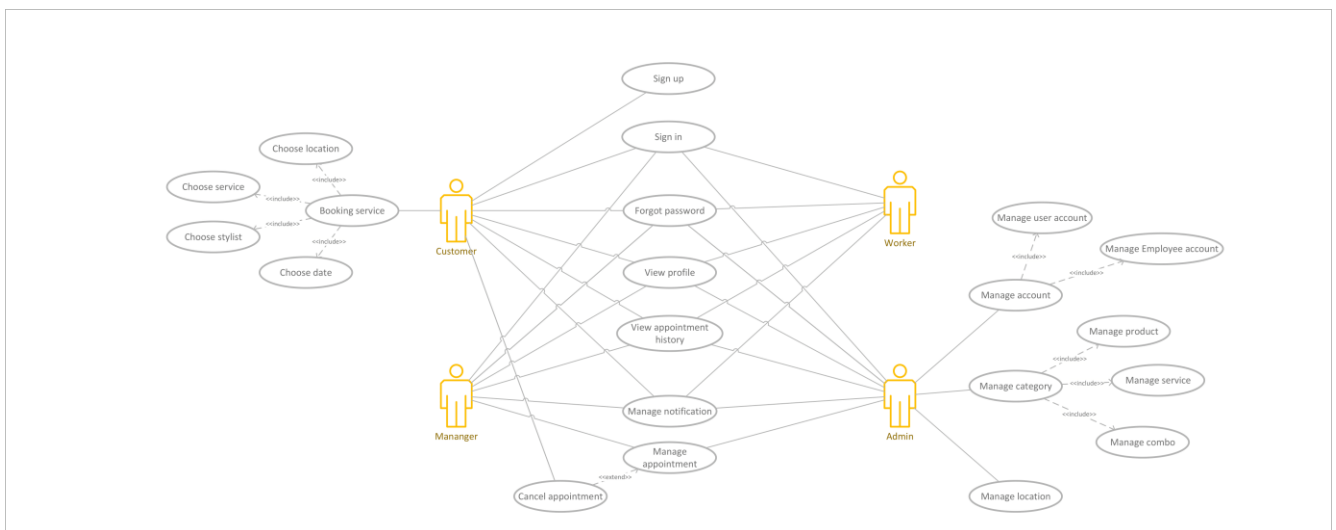 Sign up
Sign in
Choose location
<<include>>
Choose service
<<include>>
Booking service
<<include>>
Choose stylist
<<include>>
Choose date
Customer
Forgot password
View profile
View appointment
history
Manage notification
Manage
appointment
<<extend>>
Cancel appointment
Mananger
Worker
Admin
Manage user account
<<include>>
Manage Employee account
<<include>>
Manage account
Manage product
<<include>>
Manage category
<<include>>
Manage service
<<include>>
Manage combo
Manage location